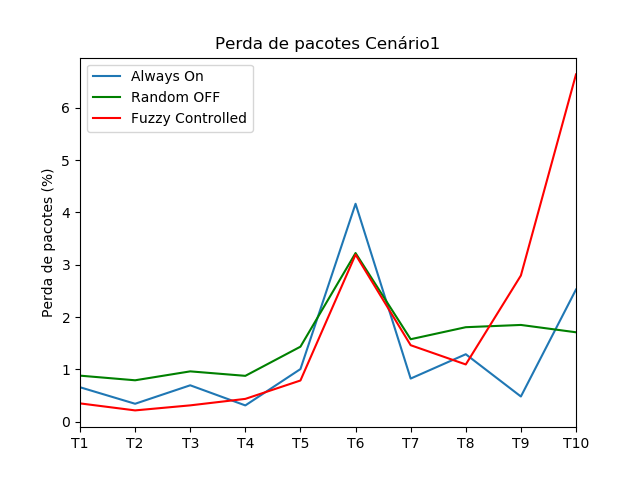 Perda de pacotes Cenário1
Always On
Random OFF
Fuzzy Controlled
Perda de pacotes (%)
6
5
4
3
2
1
0
T1 T2 T3 T4 T5 T6 T7 T8 T9 T10